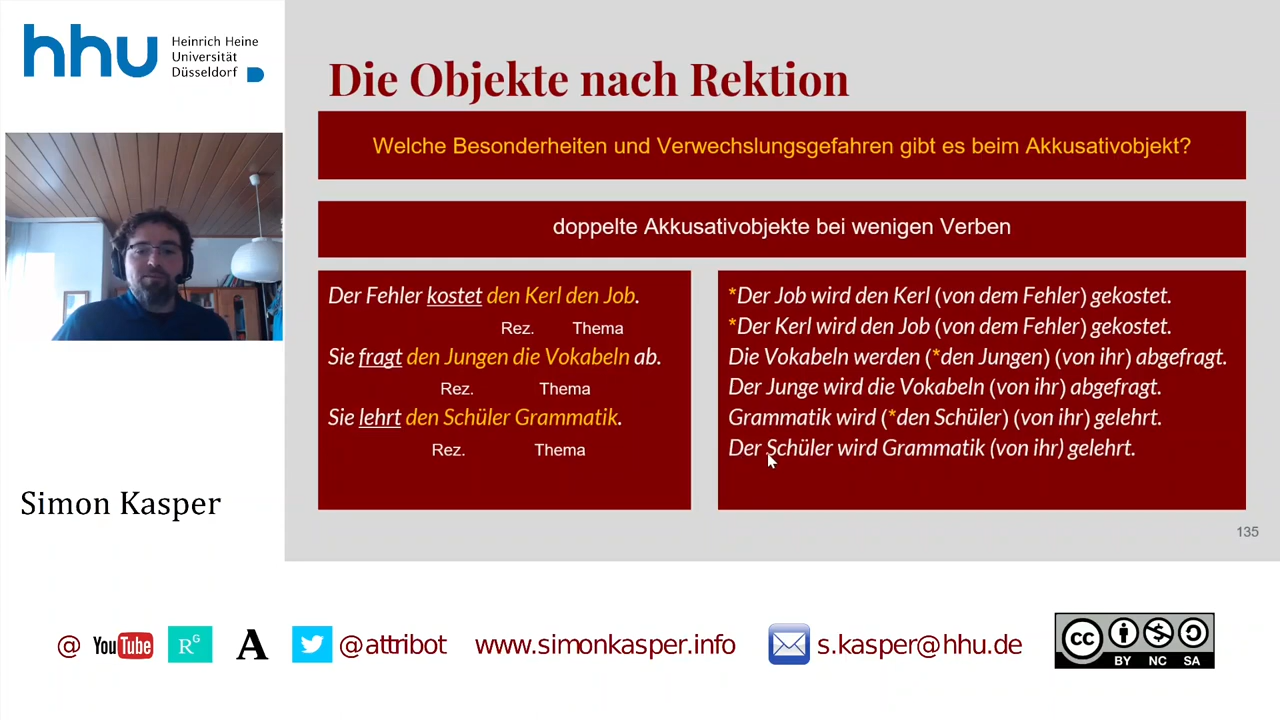 hhu
Heinrich Heine
Universität
Düsseldorf
Die Objekte nach Rektion
Welche Besonderheiten und Verwechslungsgefahren gibt es beim Akkusativobjekt?
doppelte Akkusativobjekte bei wenigen Verben
Der Fehler kostet den Kerl den Job.
Rez. Thema
Sie fragt den Jungen die Vokabeln ab.
Rez. Thema
Sie lehrt den Schüler Grammatik.
Rez. Thema
*Der Job wird den Kerl (von dem Fehler) gekostet.
*Der Kerl wird den Job (von dem Fehler) gekostet.
Die Vokabeln werden (*den Jungen) (von ihr) abgefragt.
Der Junge wird die Vokabeln (von ihr) abgefragt.
Grammatik wird (*den Schüler) (von ihr) gelehrt.
Der Schüler wird Grammatik (von ihr) gelehrt.
135
Simon Kasper
@ YouTube RG A @attribot www.simonkasper.info s.kasper@hhu.de
cc BY NC SA